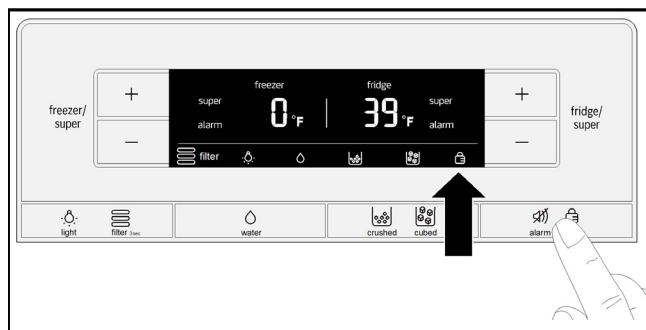 freezer
fridge
super
alarm
0 °F
39 °F
super
alarm
filter
freezer/
super
+
−
+
−
fridge/
super
light
filter 3sec
water
crushed
cubed
alarm